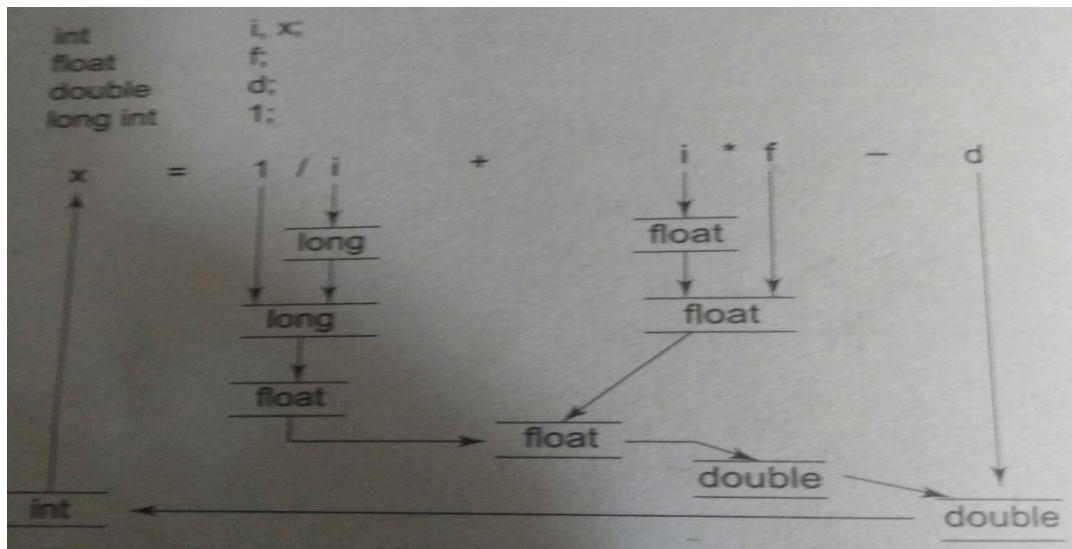 int i, x;
float f;
double d;
long int 1;
x = 1 / i + i * f − d
long float
long float
float
float
double
int double